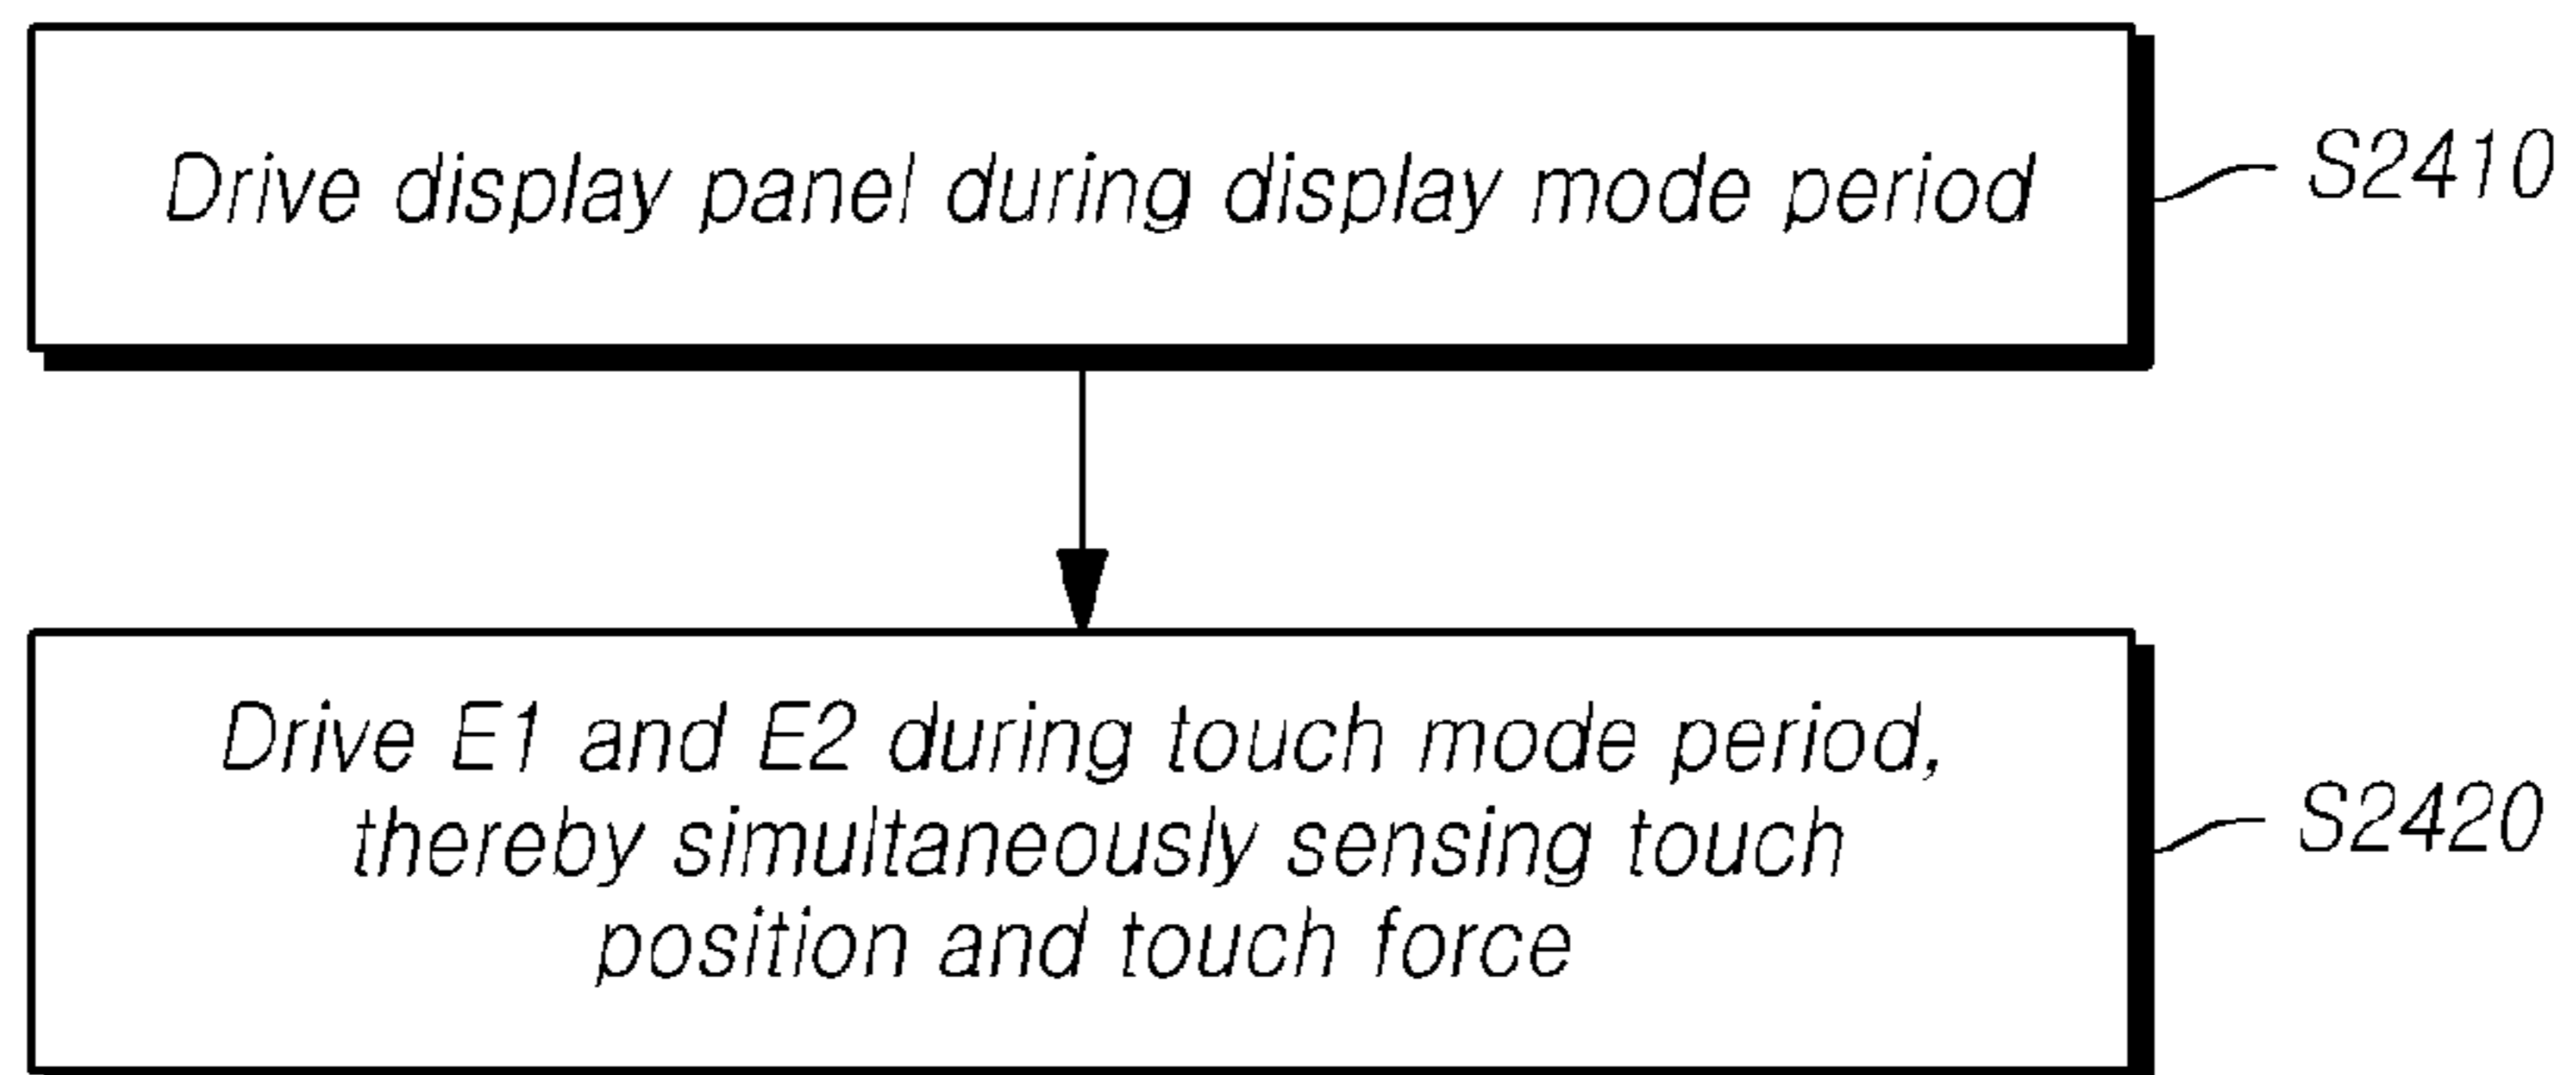 Drive display panel during display mode period
S2410
Drive E1 and E2 during touch mode period,
thereby simultaneously sensing touch
position and touch force
S2420